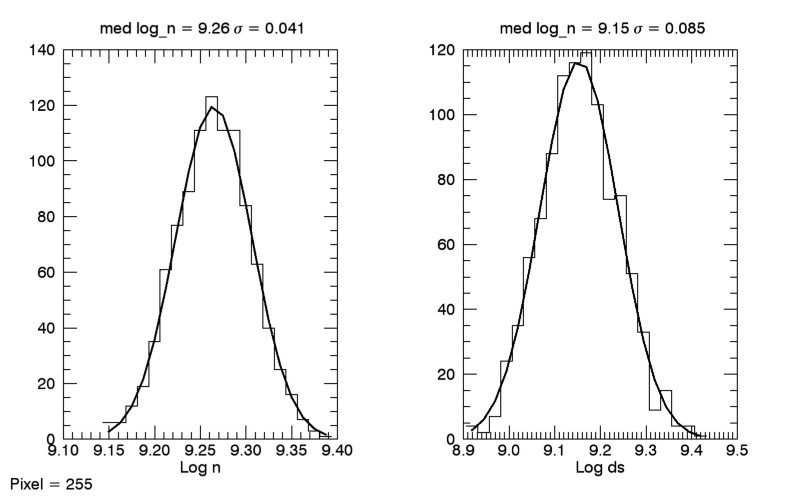 med log_n = 9.26 σ = 0.041
med log_n = 9.15 σ = 0.085
140
120
100
80
60
40
20
0
9.10 9.15 9.20 9.25 9.30 9.35 9.40
Log n
120
100
80
60
40
20
0
8.9 9.0 9.1 9.2 9.3 9.4 9.5
Log ds
Pixel = 255